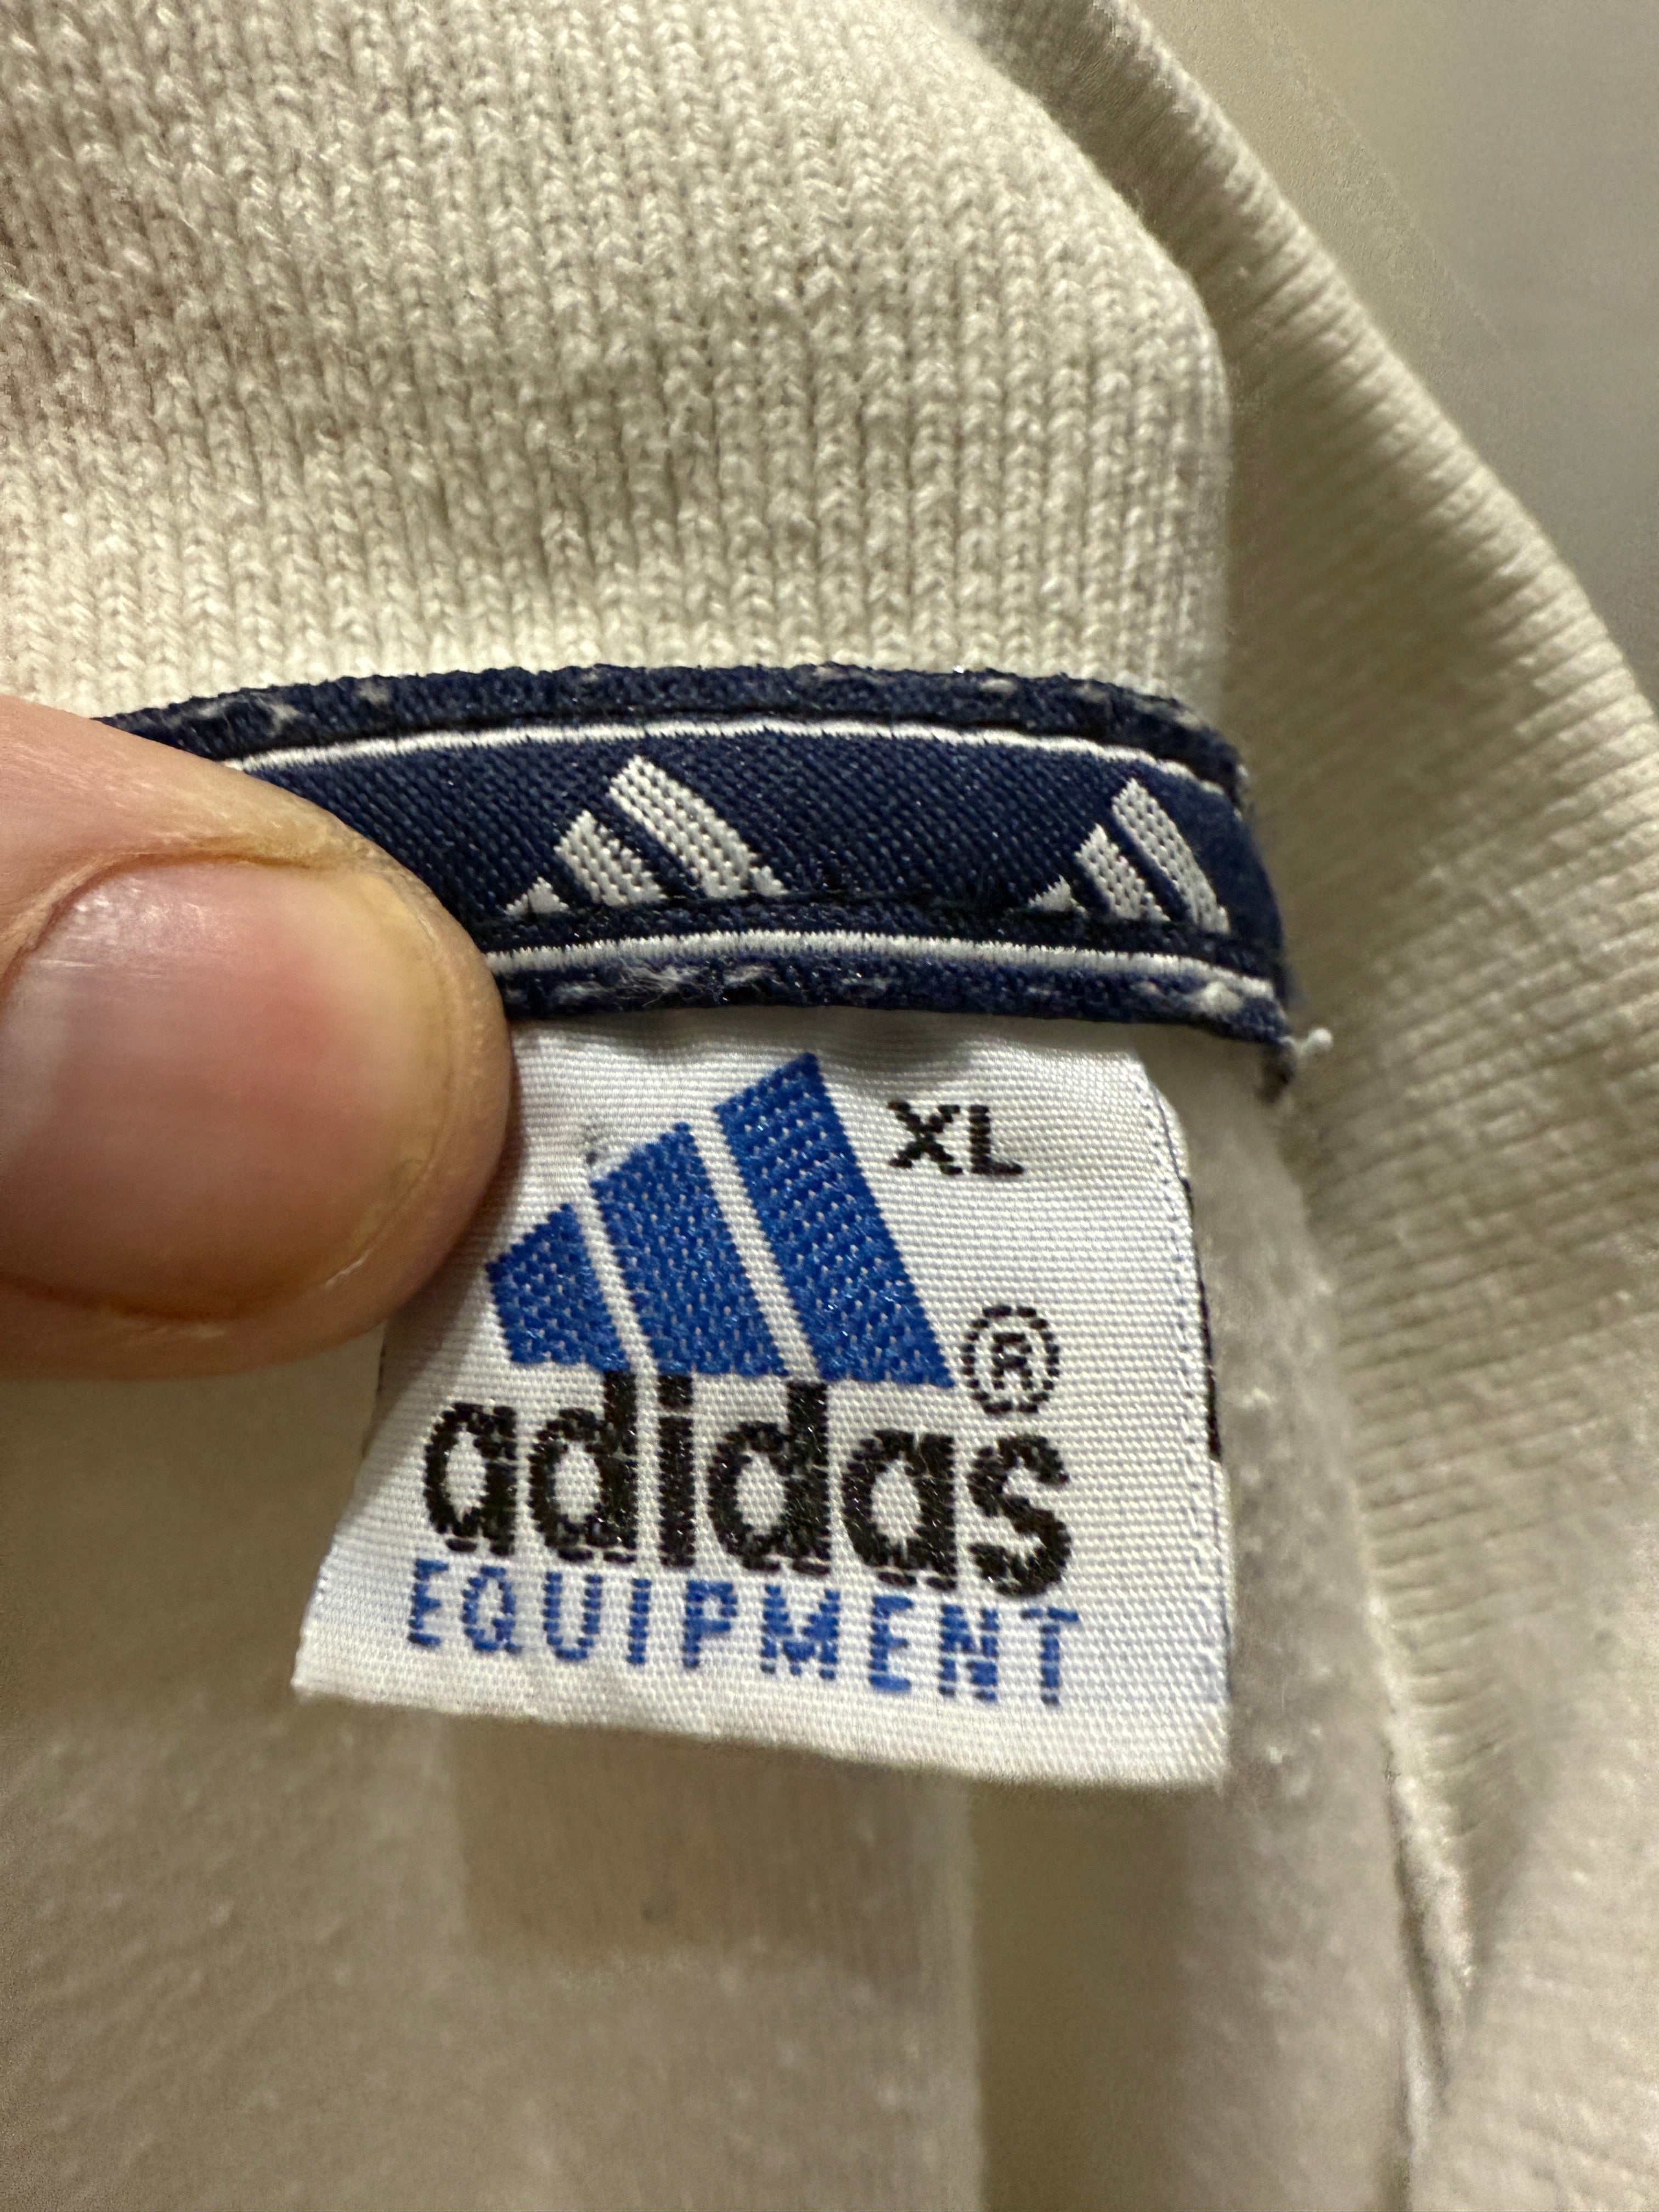 XL
®
adidas
EQUIPMENT